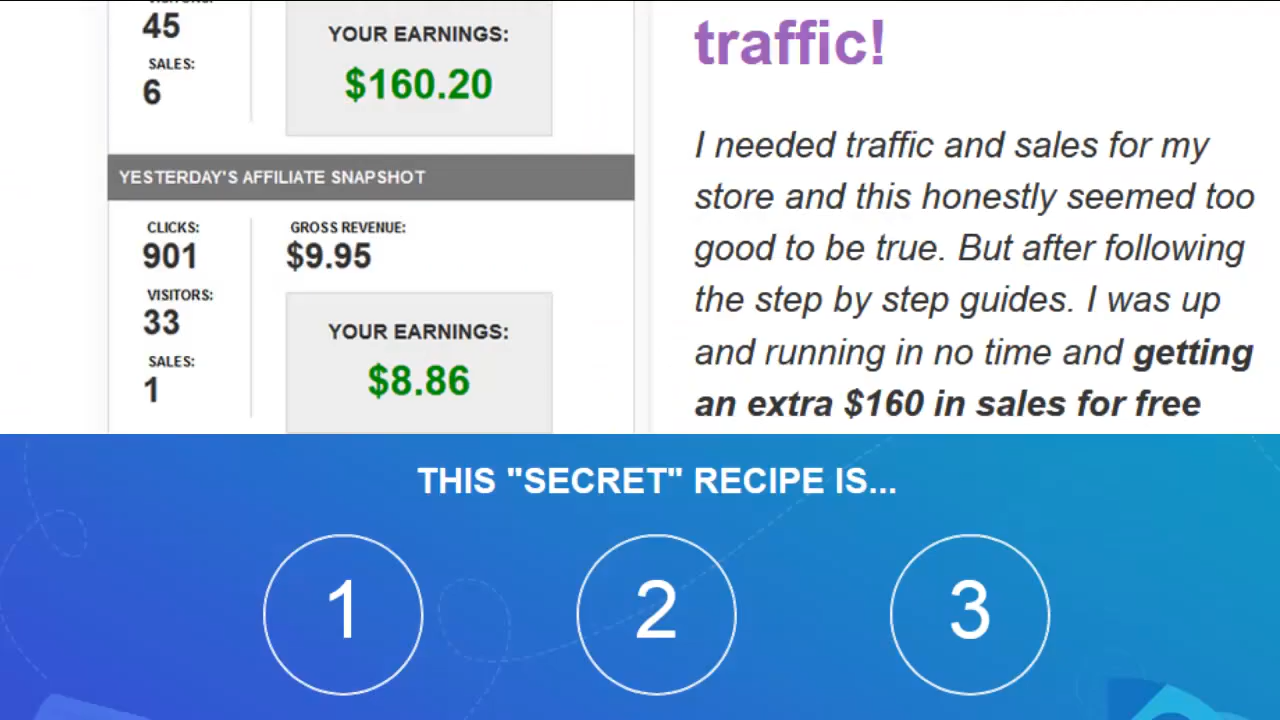 45
SALES:
6
YOUR EARNINGS:
$160.20
YESTERDAY'S AFFILIATE SNAPSHOT
CLICKS:
901
VISITORS:
33
SALES:
1
GROSS REVENUE:
$9.95
YOUR EARNINGS:
$8.86
traffic!
I needed traffic and sales for my
store and this honestly seemed too
good to be true. But after following
the step by step guides. I was up
and running in no time and getting
an extra $160 in sales for free
THIS "SECRET" RECIPE IS...
1
2
3